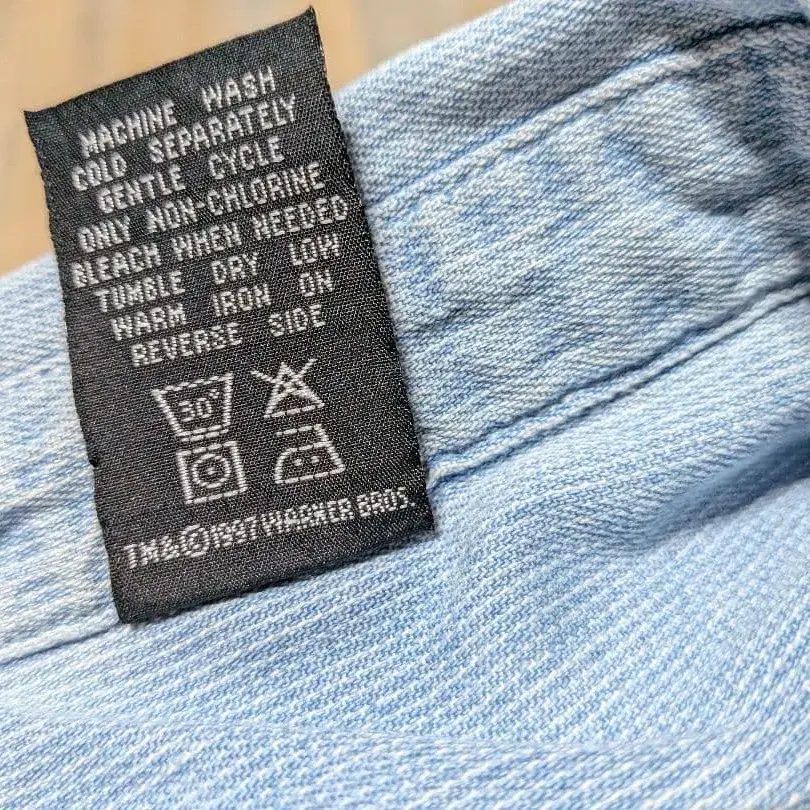 MACHINE WASH
COLD SEPARATELY
GENTLE CYCLE
ONLY NON-CHLORINE
BLEACH WHEN NEEDED
TUMBLE DRY LOW
WARM IRON ON
REVERSE SIDE
30°
TM&©1997 WARNER BROS.